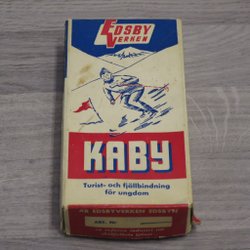 EDSBY
VERKEN
KABY
Turist- och fjällbindning
för ungdom
AB EDSBYVERKEN EDSBYN